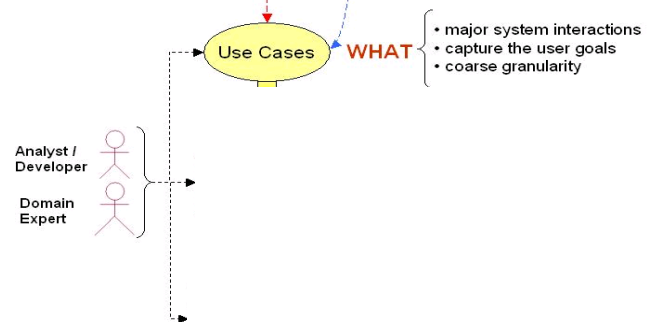 Use Cases
WHAT
• major system interactions
• capture the user goals
• coarse granularity
Analyst /
Developer
Domain
Expert